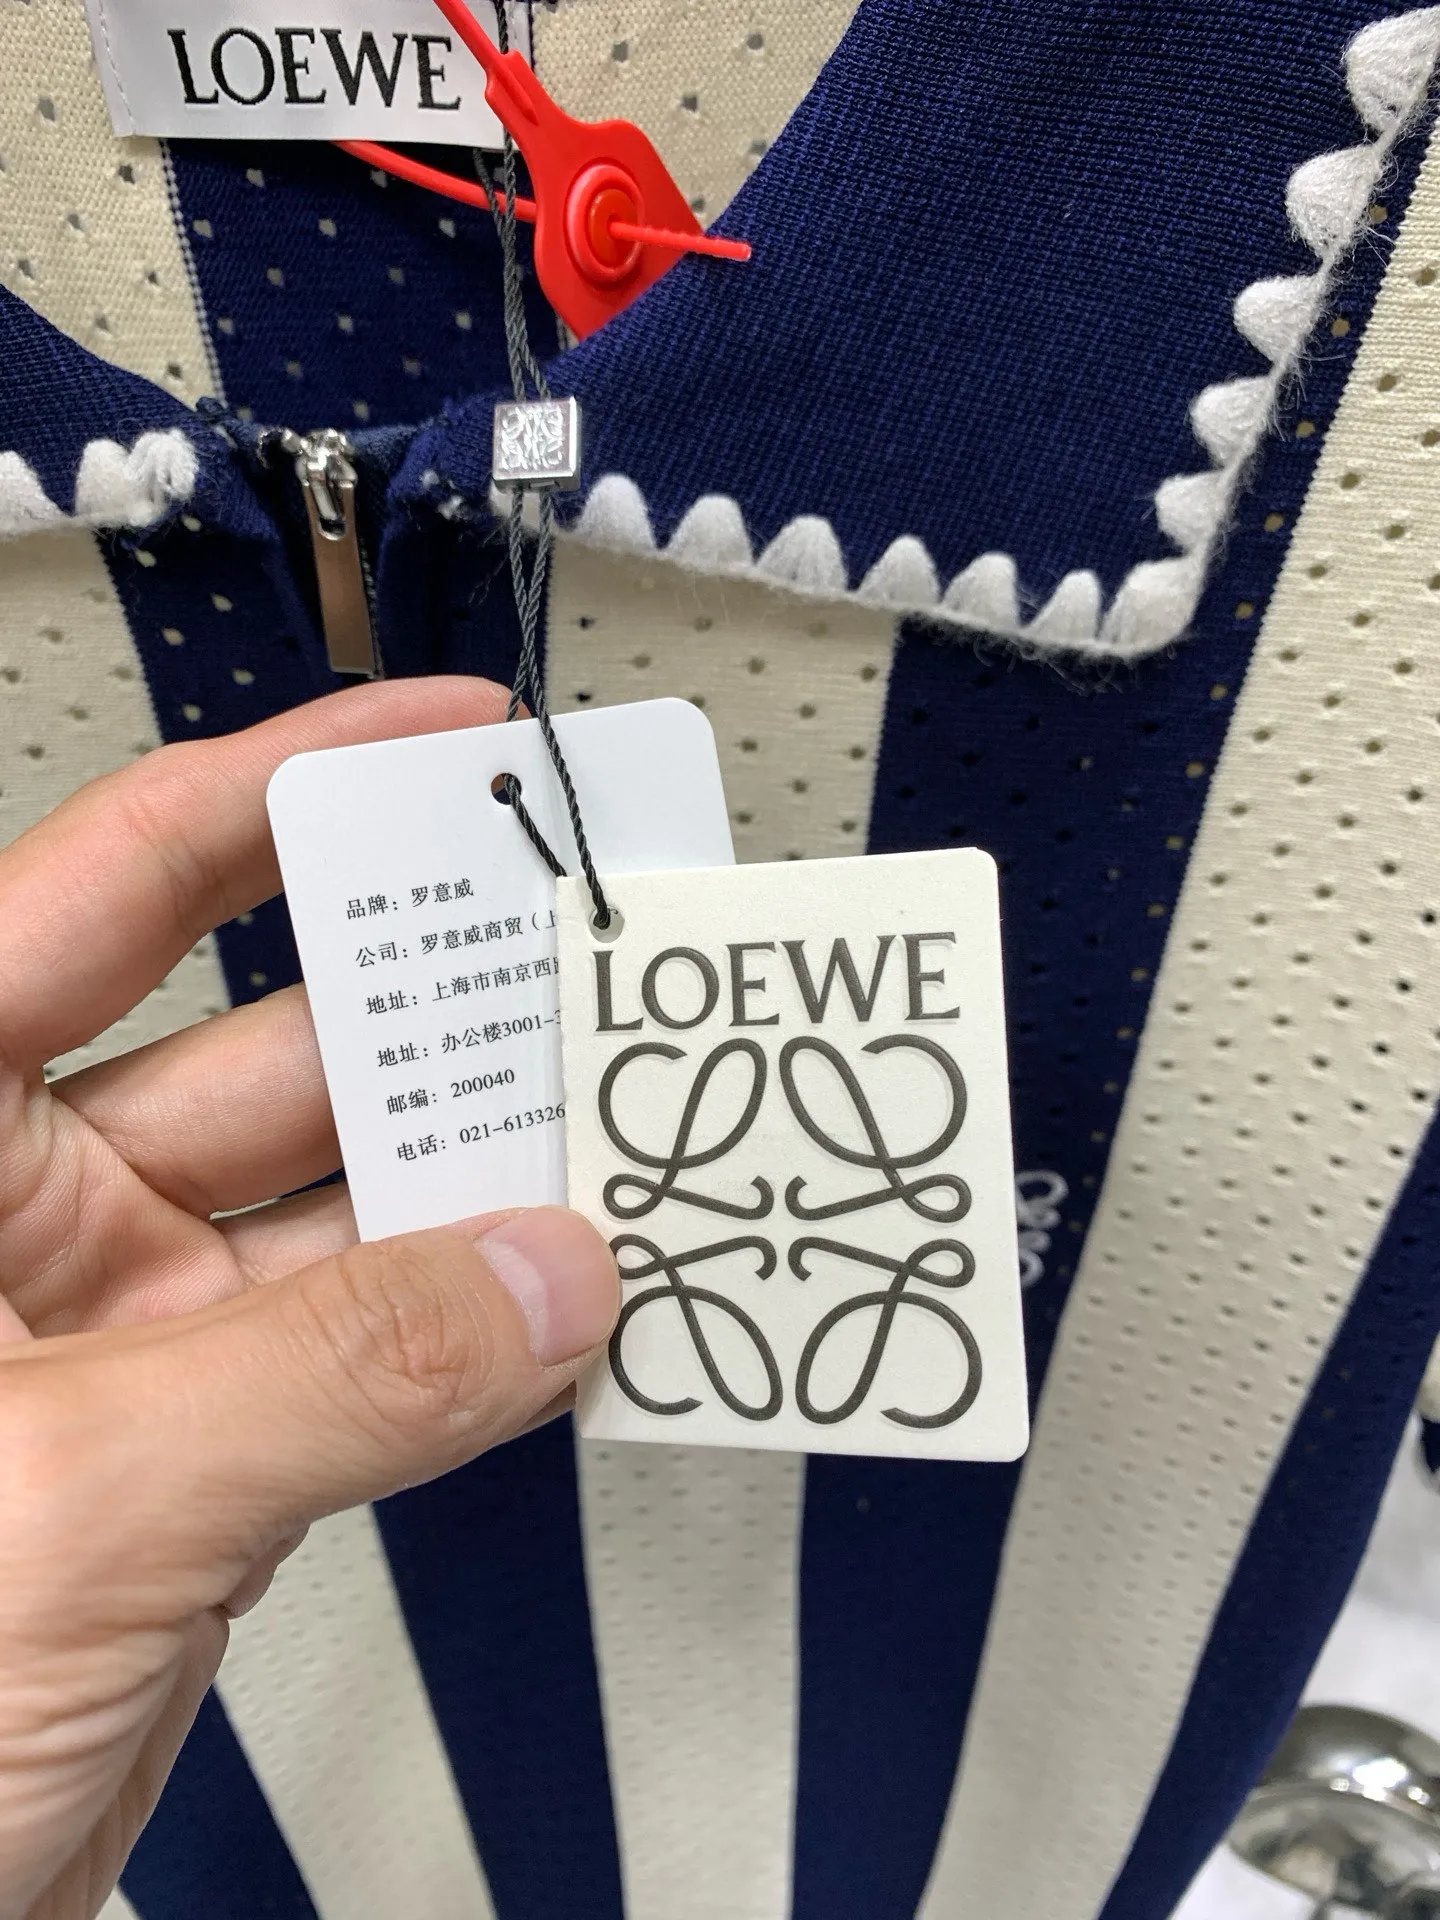 LOEWE
品牌：罗意威
公司：罗意威商贸（上
地址：上海市南京西
地址：办公楼3001-3
邮编：200040
电话：021-613326
LOEWE